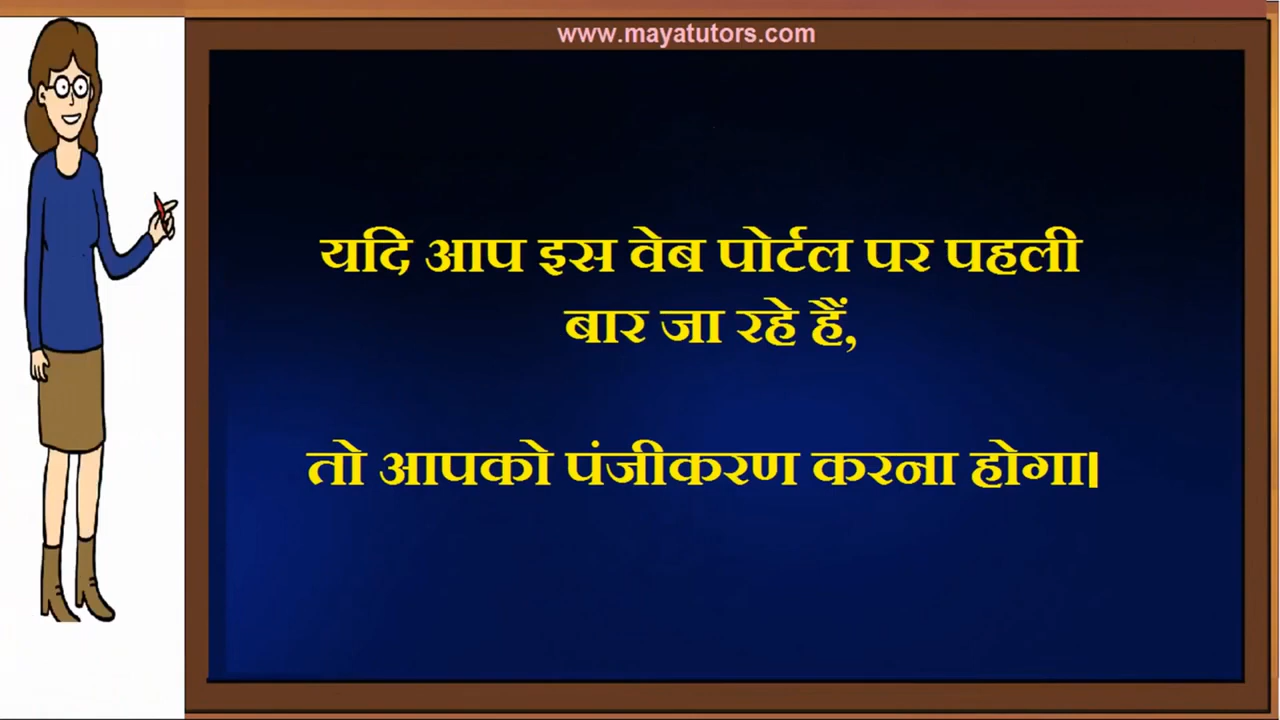 www.mayatutors.com
यदि आप इस वेब पोर्टल पर पहली
बार जा रहे हैं,
तो आपको पंजीकरण करना होगा।